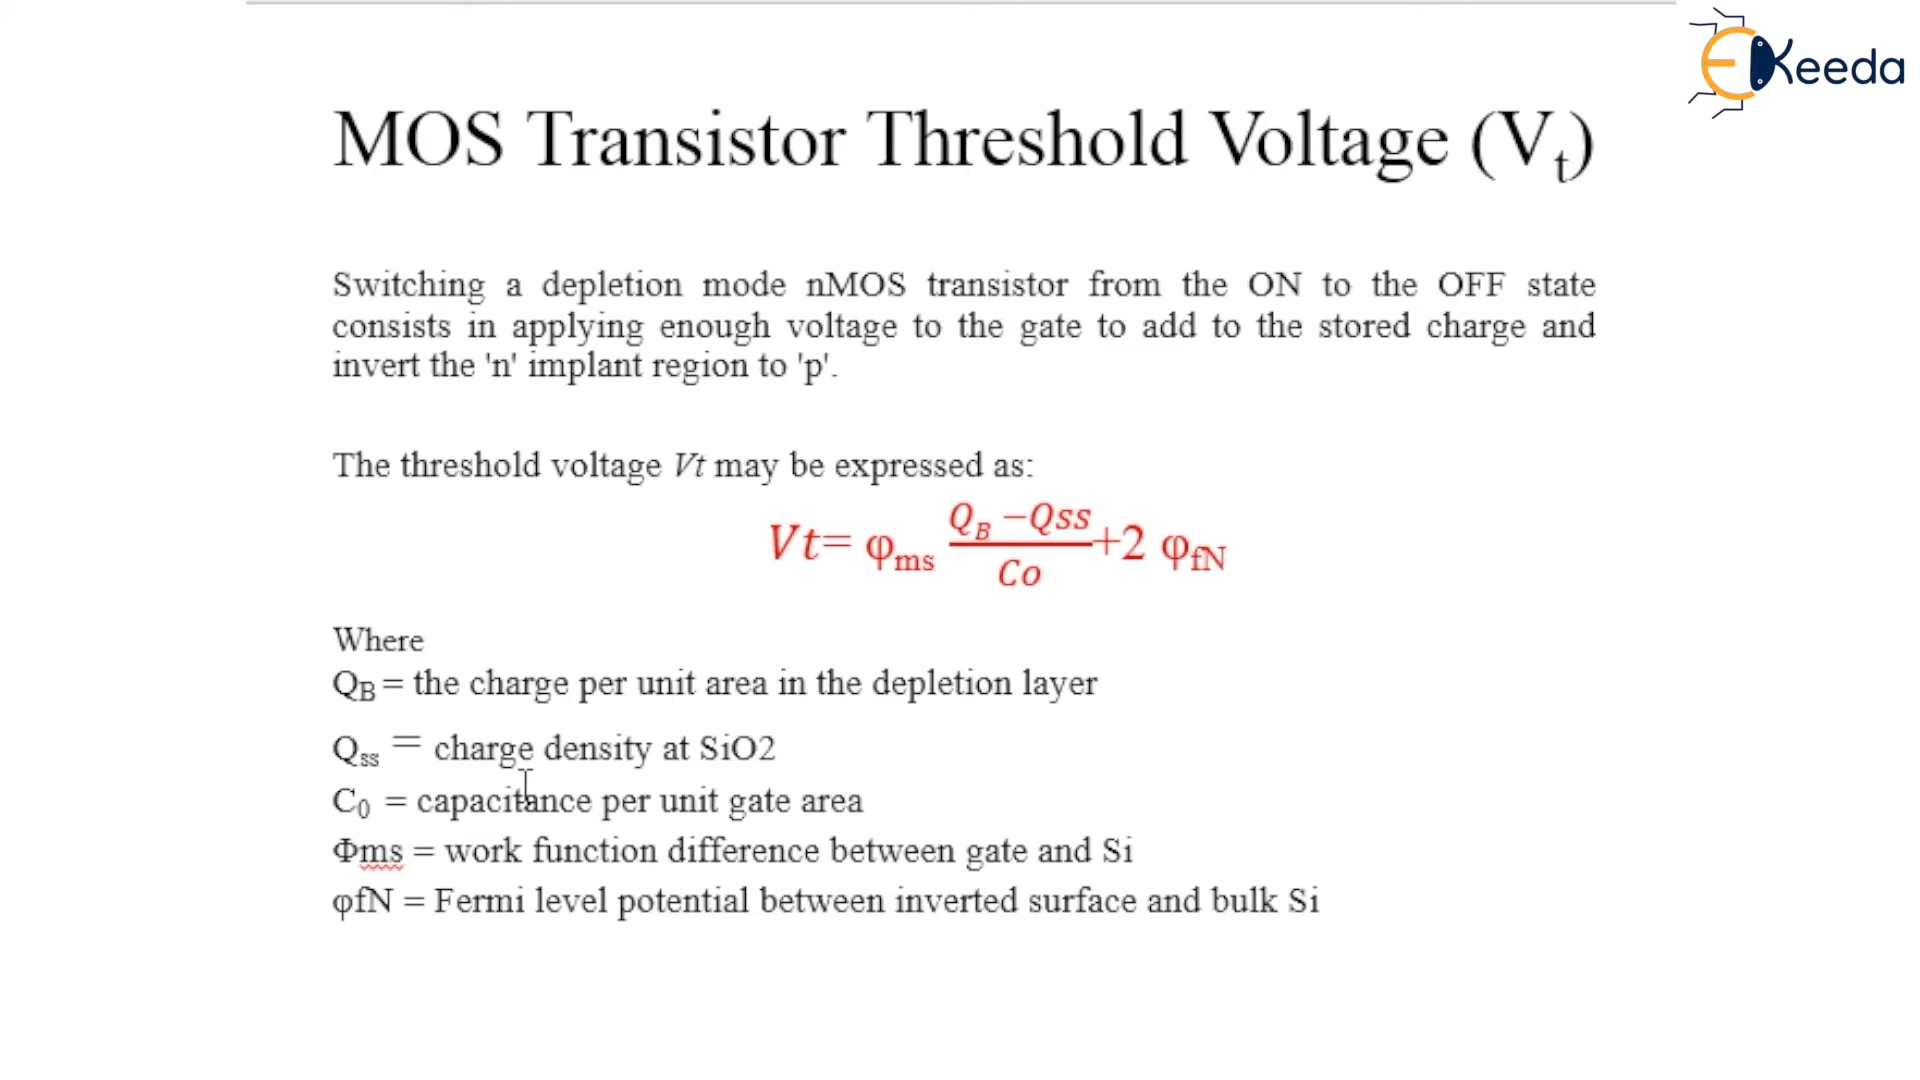 EKeeda
MOS Transistor Threshold Voltage (Vt)
Switching a depletion mode nMOS transistor from the ON to the OFF state
consists in applying enough voltage to the gate to add to the stored charge and
invert the 'n' implant region to 'p'.
The threshold voltage Vt may be expressed as:
Vt= φms (QB −Qss)/Co +2 φfN
Where
QB = the charge per unit area in the depletion layer
Qss = charge density at SiO2
C0 = capacitance per unit gate area
Φms = work function difference between gate and Si
φfN = Fermi level potential between inverted surface and bulk Si